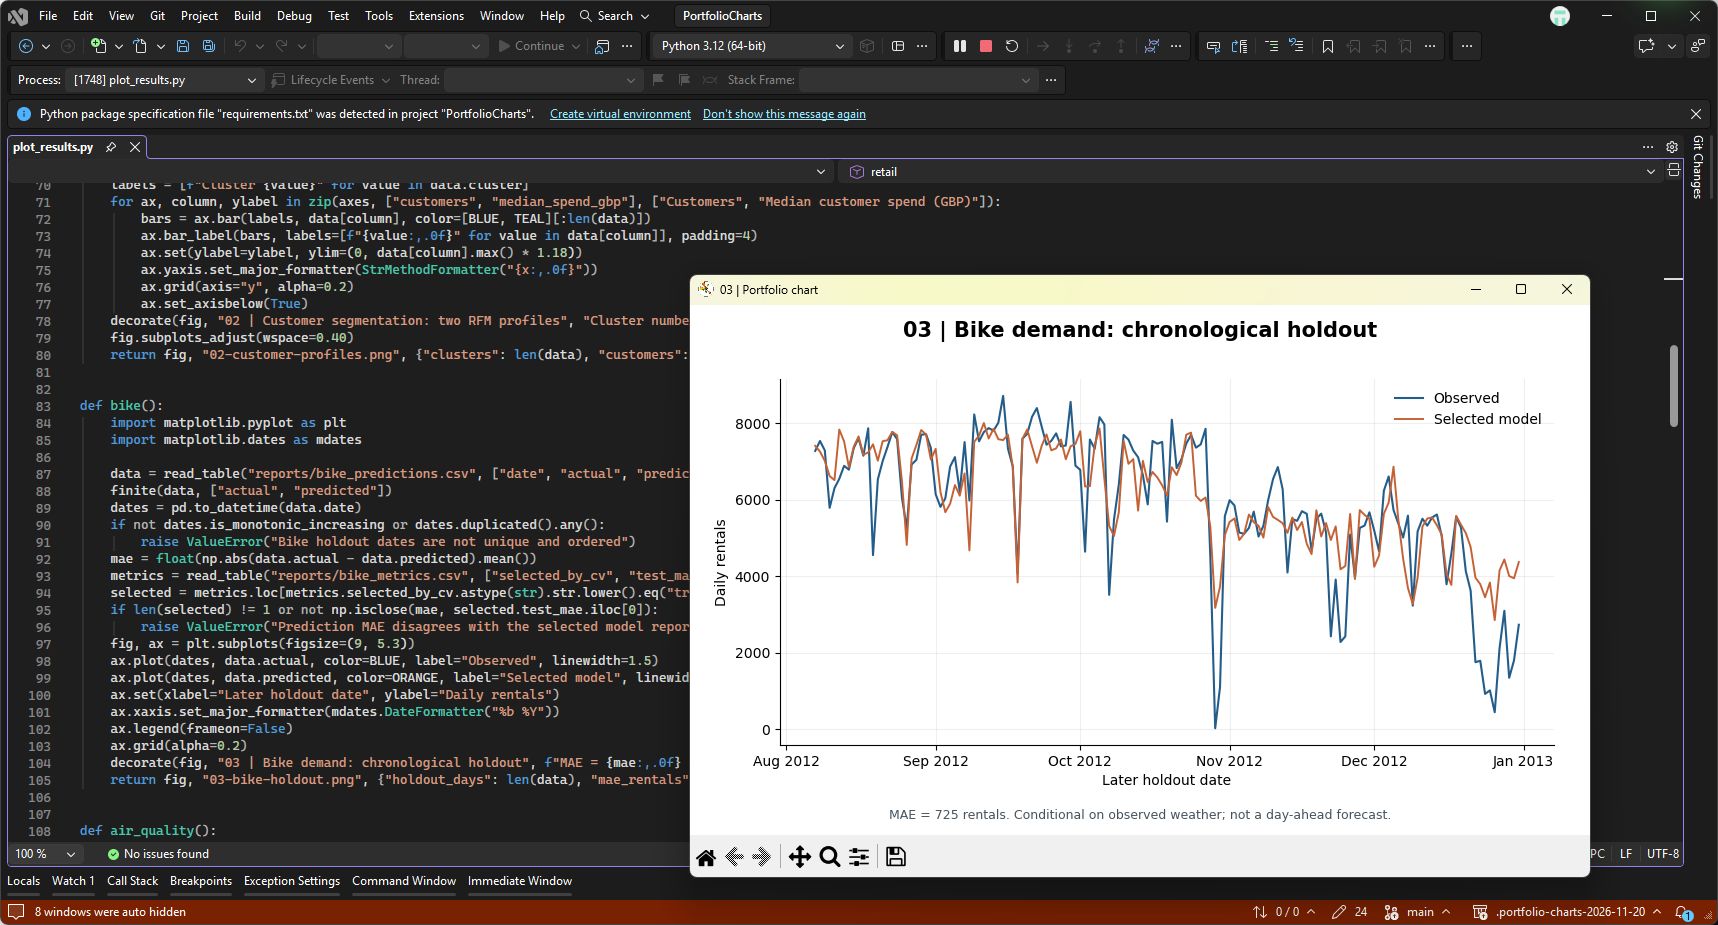 File Edit View Git Project Build Debug Test Tools Extensions Window Help Search PortfolioCharts
Continue Python 3.12 (64-bit)
Process: [1748] plot_results.py Lifecycle Events Thread: Stack Frame:
Python package specification file "requirements.txt" was detected in project "PortfolioCharts". Create virtual environment Don't show this message again
plot_results.py
Git Changes
retail
70 labels = [f"Cluster {value}" for value in data.cluster]
71 for ax, column, ylabel in zip(axes, ["customers", "median_spend_gbp"], ["Customers", "Median customer spend (GBP)"]):
72 bars = ax.bar(labels, data[column], color=[BLUE, TEAL][:len(data)])
73 ax.bar_label(bars, labels=[f"{value:,.0f}" for value in data[column]], padding=4)
74 ax.set(ylabel=ylabel, ylim=(0, data[column].max() * 1.18))
75 ax.yaxis.set_major_formatter(StrMethodFormatter("{x:,.0f}"))
76 ax.grid(axis="y", alpha=0.2)
77 ax.set_axisbelow(True)
78 decorate(fig, "02 | Customer segmentation: two RFM profiles", "Cluster numbe
79 fig.subplots_adjust(wspace=0.40)
80 return fig, "02-customer-profiles.png", {"clusters": len(data), "customers":
81
82
83 def bike():
84 import matplotlib.pyplot as plt
85 import matplotlib.dates as mdates
86
87 data = read_table("reports/bike_predictions.csv", ["date", "actual", "predic
88 finite(data, ["actual", "predicted"])
89 dates = pd.to_datetime(data.date)
90 if not dates.is_monotonic_increasing or dates.duplicated().any():
91 raise ValueError("Bike holdout dates are not unique and ordered")
92 mae = float(np.abs(data.actual - data.predicted).mean())
93 metrics = read_table("reports/bike_metrics.csv", ["selected_by_cv", "test_ma
94 selected = metrics.loc[metrics.selected_by_cv.astype(str).str.lower().eq("tr
95 if len(selected) != 1 or not np.isclose(mae, selected.test_mae.iloc[0]):
96 raise ValueError("Prediction MAE disagrees with the selected model repor
97 fig, ax = plt.subplots(figsize=(9, 5.3))
98 ax.plot(dates, data.actual, color=BLUE, label="Observed", linewidth=1.5)
99 ax.plot(dates, data.predicted, color=ORANGE, label="Selected model", linewid
100 ax.set(xlabel="Later holdout date", ylabel="Daily rentals")
101 ax.xaxis.set_major_formatter(mdates.DateFormatter("%b %Y"))
102 ax.legend(frameon=False)
103 ax.grid(alpha=0.2)
104 decorate(fig, "03 | Bike demand: chronological holdout", f"MAE = {mae:,.0f}
105 return fig, "03-bike-holdout.png", {"holdout_days": len(data), "mae_rentals"
106
107
108 def air_quality():
03 | Portfolio chart
03 | Bike demand: chronological holdout
Observed
Selected model
8000
6000
4000
2000
0
Daily rentals
Aug 2012 Sep 2012 Oct 2012 Nov 2012 Dec 2012 Jan 2013
Later holdout date
MAE = 725 rentals. Conditional on observed weather; not a day-ahead forecast.
100 % No issues found PC LF UTF-8
Locals Watch 1 Call Stack Breakpoints Exception Settings Command Window Immediate Window
8 windows were auto hidden 0 / 0 24 main .portfolio-charts-2026-11-20 1